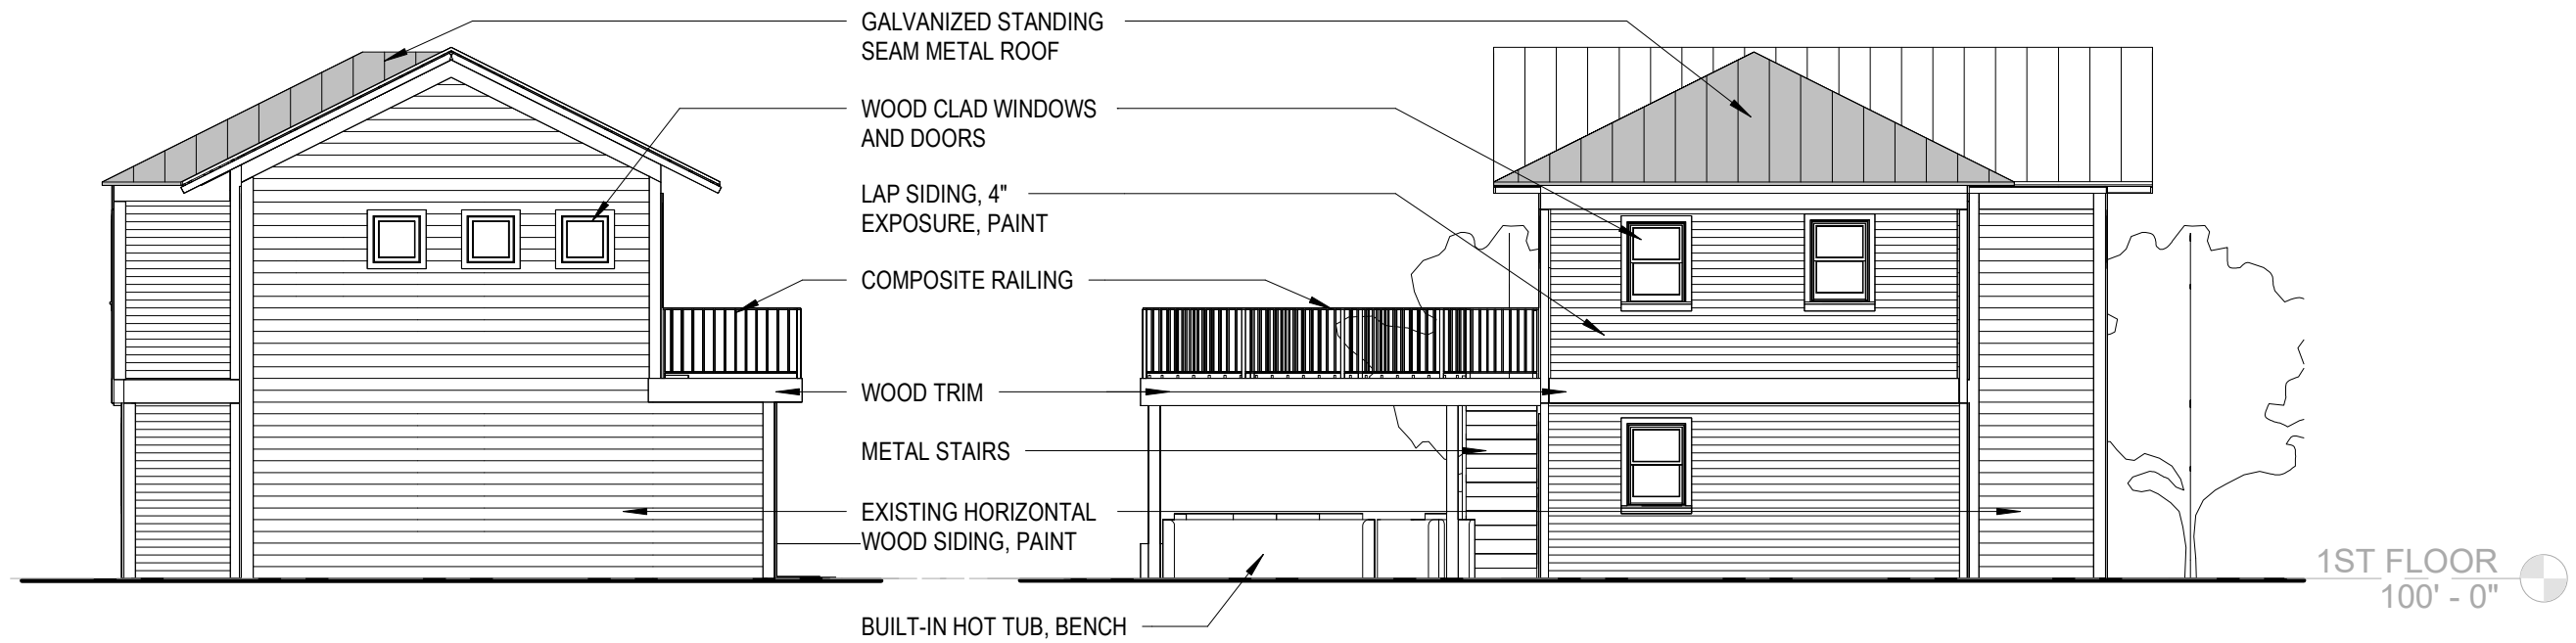 GALVANIZED STANDING
SEAM METAL ROOF
WOOD CLAD WINDOWS
AND DOORS
LAP SIDING, 4"
EXPOSURE, PAINT
COMPOSITE RAILING
WOOD TRIM
METAL STAIRS
EXISTING HORIZONTAL
WOOD SIDING, PAINT
BUILT-IN HOT TUB, BENCH
1ST FLOOR
100' - 0"